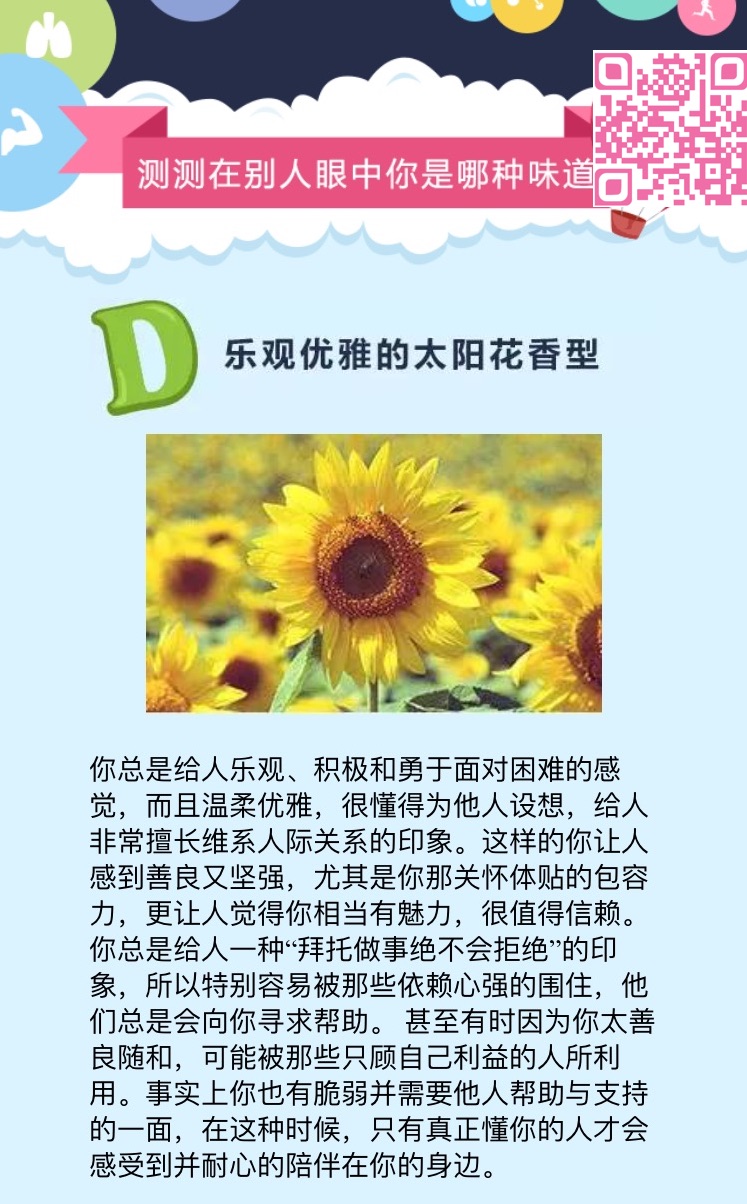 测测在别人眼中你是哪种味道
D
乐观优雅的太阳花香型
你总是给人乐观、积极和勇于面对困难的感
觉，而且温柔优雅，很懂得为他人设想，给人
非常擅长维系人际关系的印象。这样的你让人
感到善良又坚强，尤其是你那关怀体贴的包容
力，更让人觉得你相当有魅力，很值得信赖。
你总是给人一种“拜托做事绝不会拒绝”的印
象，所以特别容易被那些依赖心强的围住，他
们总是会向你寻求帮助。 甚至有时因为你太善
良随和，可能被那些只顾自己利益的人所利
用。事实上你也有脆弱并需要他人帮助与支持
的一面，在这种时候，只有真正懂你的人才会
感受到并耐心的陪伴在你的身边。